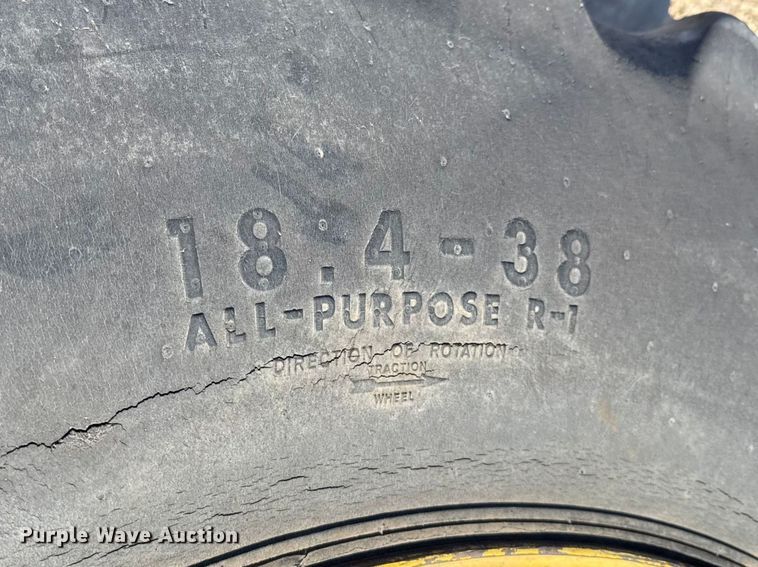 18.4-38
ALL-PURPOSE R-1
DIRECTION OF ROTATION
TRACTION
WHEEL
Purple Wave Auction